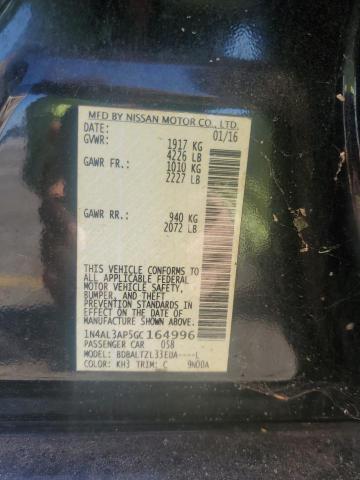 MFD BY NISSAN MOTOR CO., LTD.
DATE: 01/16
GVWR: 1917 KG
4226 LB
GAWR FR.: 1010 KG
2227 LB
GAWR RR.: 940 KG
2072 LB
THIS VEHICLE CONFORMS TO
ALL APPLICABLE FEDERAL
MOTOR VEHICLE SAFETY,
BUMPER, AND THEFT
PREVENTION STANDARDS IN
EFFECT ON THE DATE OF
MANUFACTURE SHOWN ABOVE.
1N4AL3AP5GC164996
PASSENGER CAR 058
MODEL: BDBALTZL33EUA----L
COLOR: KH3 TRIM: C 9N00A